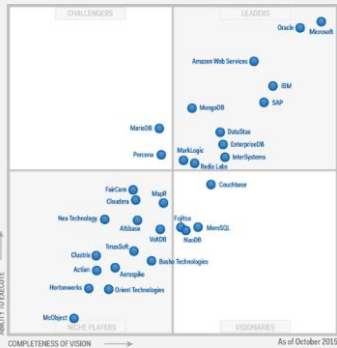 CHALLENGERS
LEADERS
Oracle
Microsoft
Amazon Web Services
IBM
SAP
MongoDB
MariaDB
DataStax
EnterpriseDB
Percona
MarkLogic
InterSystems
Redis Labs
Couchbase
FairCom
Cloudera
MapR
Neo Technology
Altibase
Fujitsu
MemSQL
VoltDB
NuoDB
TmaxSoft
Clustrix
Basho Technologies
Actian
Aerospike
Hortonworks
Orient Technologies
McObject
ABILITY TO EXECUTE
NICHE PLAYERS
VISIONARIES
COMPLETENESS OF VISION
As of October 2015